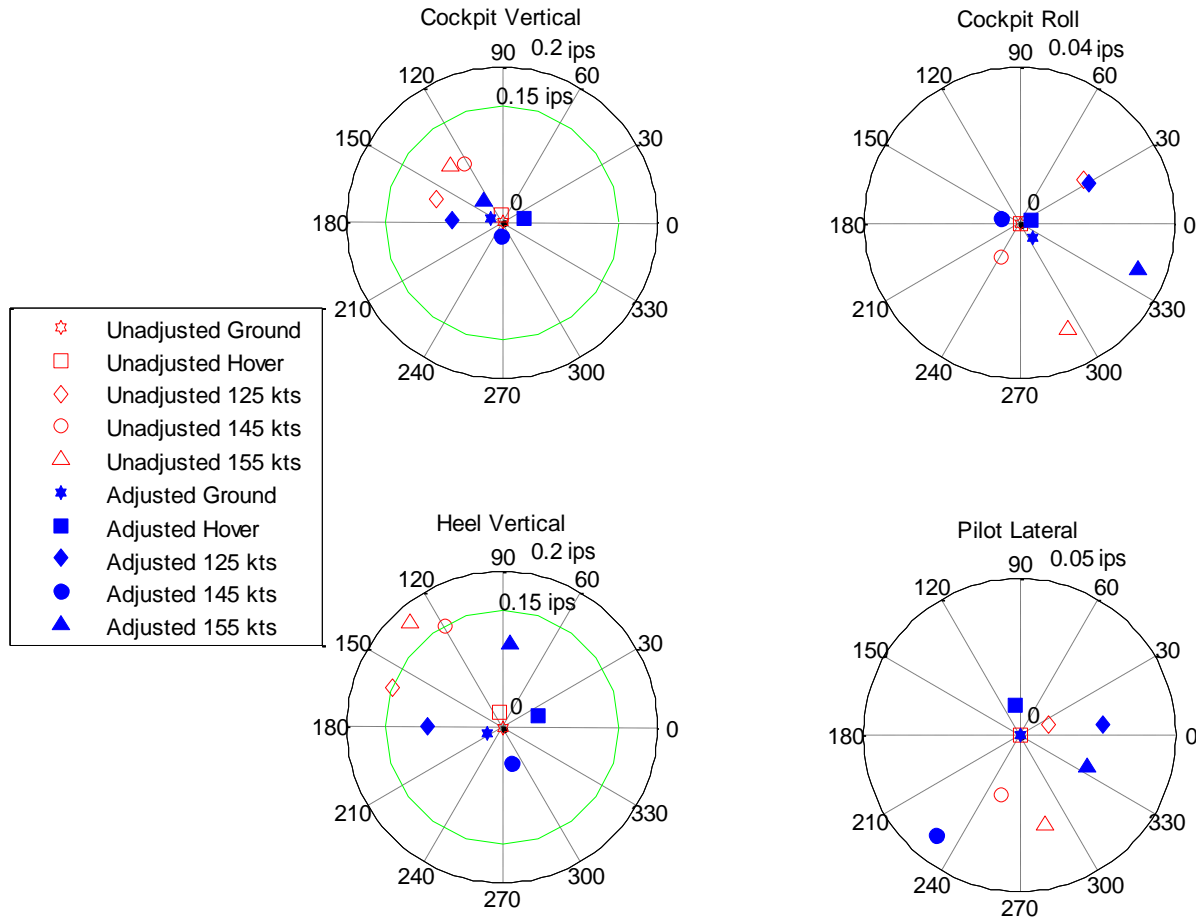 Cockpit Vertical
90
0.2 ips
120
60
0.15 ips
150
30
0
180
0
210
330
240
300
270
Cockpit Roll
90
0.04 ips
120
60
150
30
0
180
0
210
330
240
300
270
Unadjusted Ground
Unadjusted Hover
Unadjusted 125 kts
Unadjusted 145 kts
Unadjusted 155 kts
Adjusted Ground
Adjusted Hover
Adjusted 125 kts
Adjusted 145 kts
Adjusted 155 kts
Heel Vertical
90
0.2 ips
120
60
0.15 ips
150
30
0
180
0
210
330
240
300
270
Pilot Lateral
90
0.05 ips
120
60
150
30
0
180
0
210
330
240
300
270